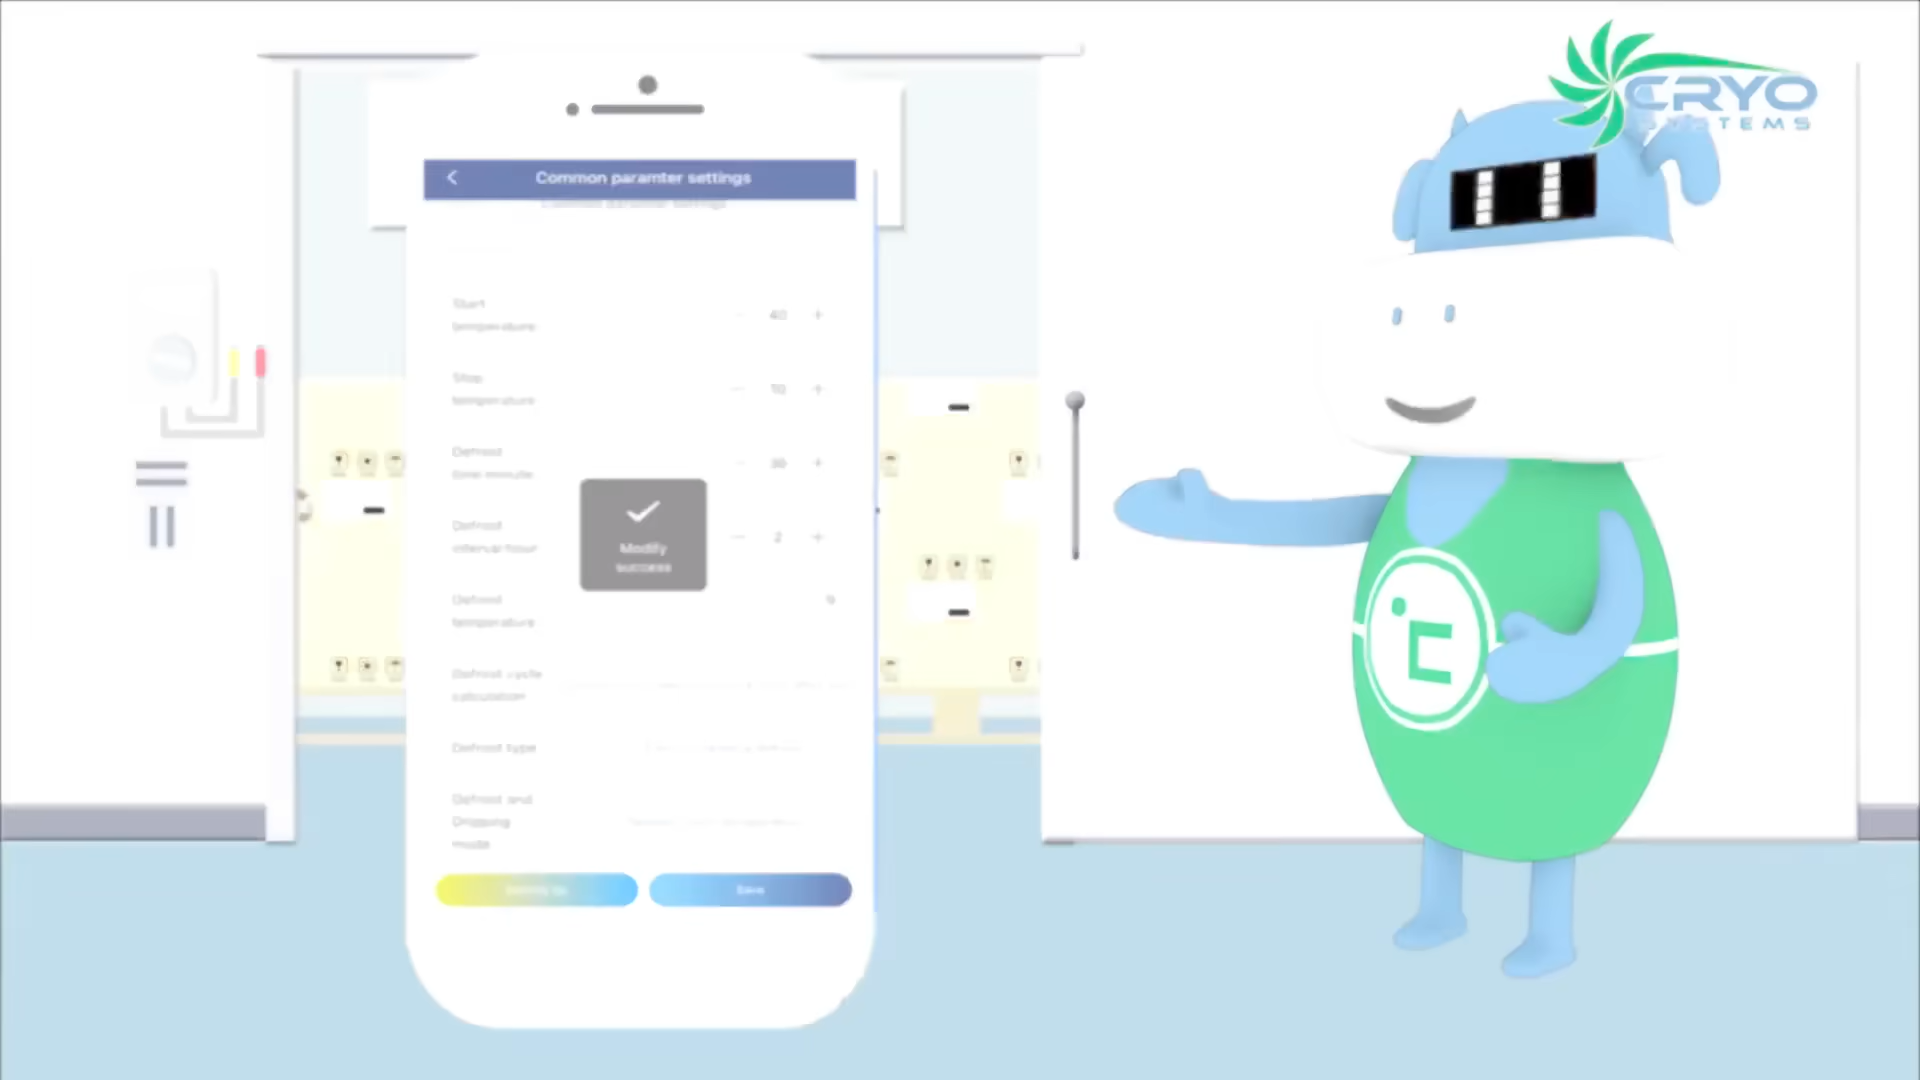 CRYO
SYSTEMS
Common paramter settings
Start
temperature
40
Stop
temperature
Defrost
time minute
30
Defrost
interval hour
2
Modify
success
Defrost
temperature
9
Defrost cycle
calculation
Defrost type
Defrost and
Dripping
mode
Save
°C